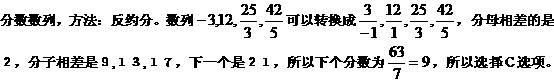 分数数列，方法：反约分。数列 -3,12,25/3,42/5 可以转换成 3/-1,12/1,25/3,42/5，分母相差的是
2，分子相差是9,13,17，下一个是21，所以下个分数为 63/7=9，所以选择C选项。